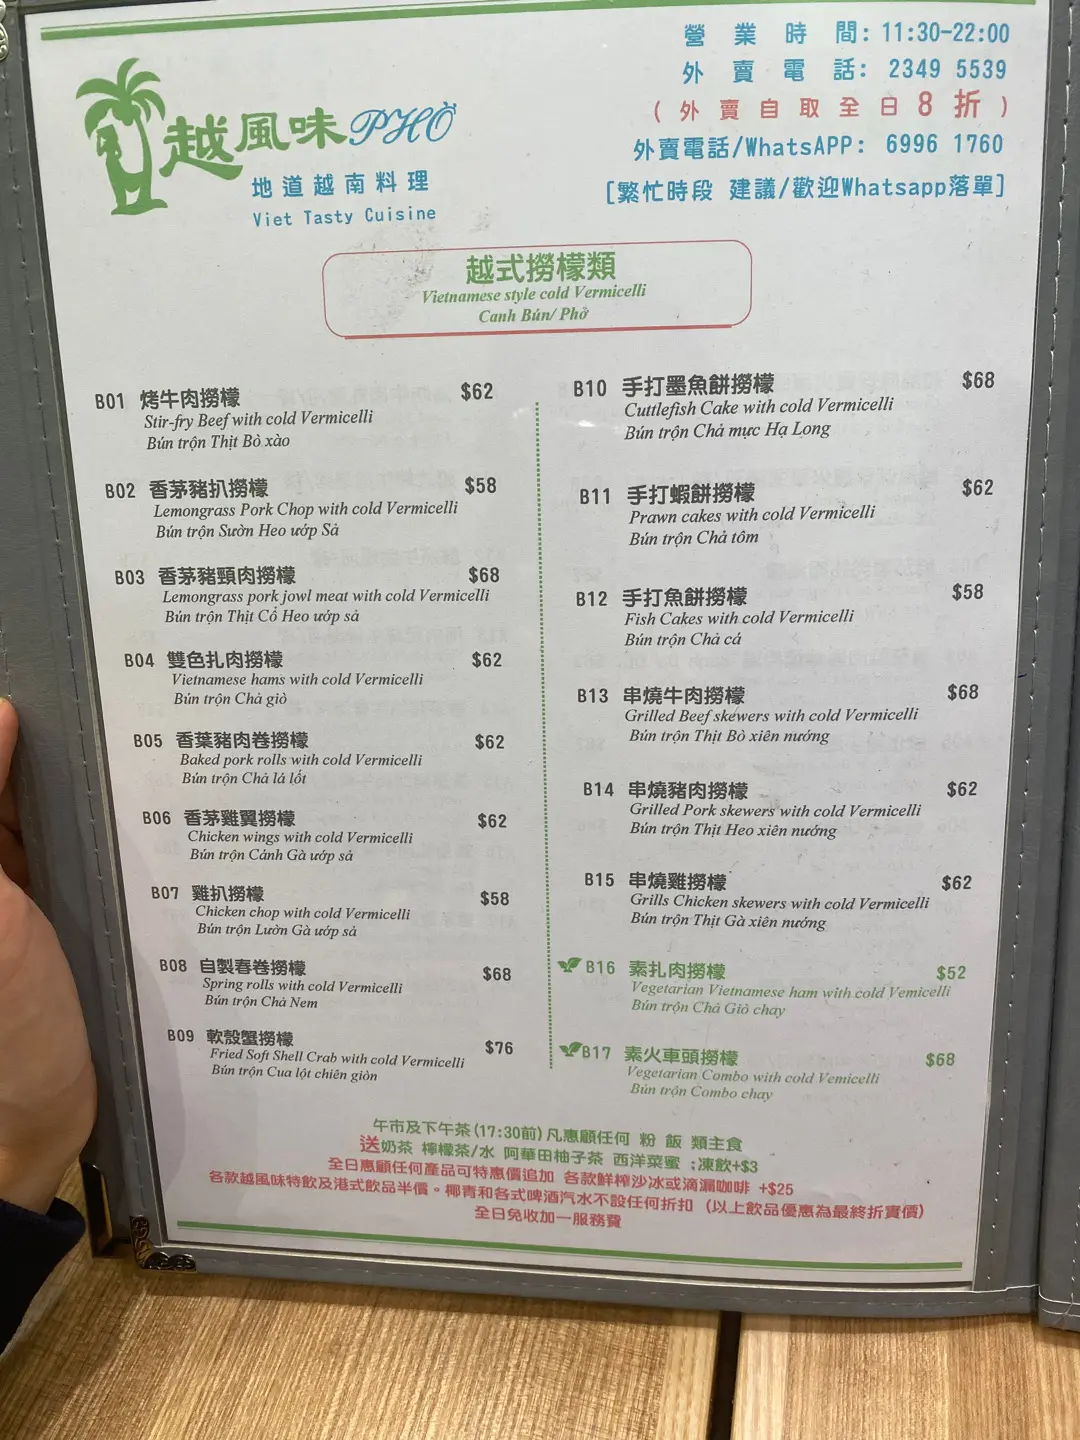 營業時間: 11:30-22:00
外賣電話: 2349 5539
(外賣自取全日8折)
外賣電話/WhatsAPP: 6996 1760
[繁忙時段 建議/歡迎Whatsapp落單]
越風味PHỞ
地道越南料理
Viet Tasty Cuisine
越式撈檬類
Vietnamese style cold Vermicelli
Canh Bún/ Phở
B01 烤牛肉撈檬 $62
Stir-fry Beef with cold Vermicelli
Bún trộn Thịt Bò xào
B02 香茅豬扒撈檬 $58
Lemongrass Pork Chop with cold Vermicelli
Bún trộn Sườn Heo ướp Sả
B03 香茅豬頸肉撈檬 $68
Lemongrass pork jowl meat with cold Vermicelli
Bún trộn Thịt Cổ Heo ướp sả
B04 雙色扎肉撈檬 $62
Vietnamese hams with cold Vermicelli
Bún trộn Chả giò
B05 香葉豬肉卷撈檬 $62
Baked pork rolls with cold Vermicelli
Bún trộn Chả lá lốt
B06 香茅雞翼撈檬 $62
Chicken wings with cold Vermicelli
Bún trộn Cánh Gà ướp sả
B07 雞扒撈檬 $58
Chicken chop with cold Vermicelli
Bún trộn Lườn Gà ướp sả
B08 自製春卷撈檬 $68
Spring rolls with cold Vermicelli
Bún trộn Chả Nem
B09 軟殼蟹撈檬 $76
Fried Soft Shell Crab with cold Vermicelli
Bún trộn Cua lột chiên giòn
B10 手打墨魚餅撈檬 $68
Cuttlefish Cake with cold Vermicelli
Bún trộn Chả mực Hạ Long
B11 手打蝦餅撈檬 $62
Prawn cakes with cold Vermicelli
Bún trộn Chả tôm
B12 手打魚餅撈檬 $58
Fish Cakes with cold Vermicelli
Bún trộn Chả cá
B13 串燒牛肉撈檬 $68
Grilled Beef skewers with cold Vermicelli
Bún trộn Thịt Bò xiên nướng
B14 串燒豬肉撈檬 $62
Grilled Pork skewers with cold Vermicelli
Bún trộn Thịt Heo xiên nướng
B15 串燒雞撈檬 $62
Grills Chicken skewers with cold Vermicelli
Bún trộn Thịt Gà xiên nướng
B16 素扎肉撈檬 $52
Vegetarian Vietnamese ham with cold Vemicelli
Bún trộn Chả Giò chay
B17 素火車頭撈檬 $68
Vegetarian Combo with cold Vemicelli
Bún trộn Combo chay
午市及下午茶(17:30前)凡惠顧任何 粉 飯 類主食
送奶茶 檸檬茶/水 阿華田柚子茶 西洋菜蜜 ;凍飲+$3
全日惠顧任何產品可特惠價追加 各款鮮榨沙冰或滴漏咖啡 +$25
各款越風味特飲及港式飲品半價。椰青和各式啤酒汽水不設任何折扣 (以上飲品優惠為最終折實價)
全日免收加一服務費